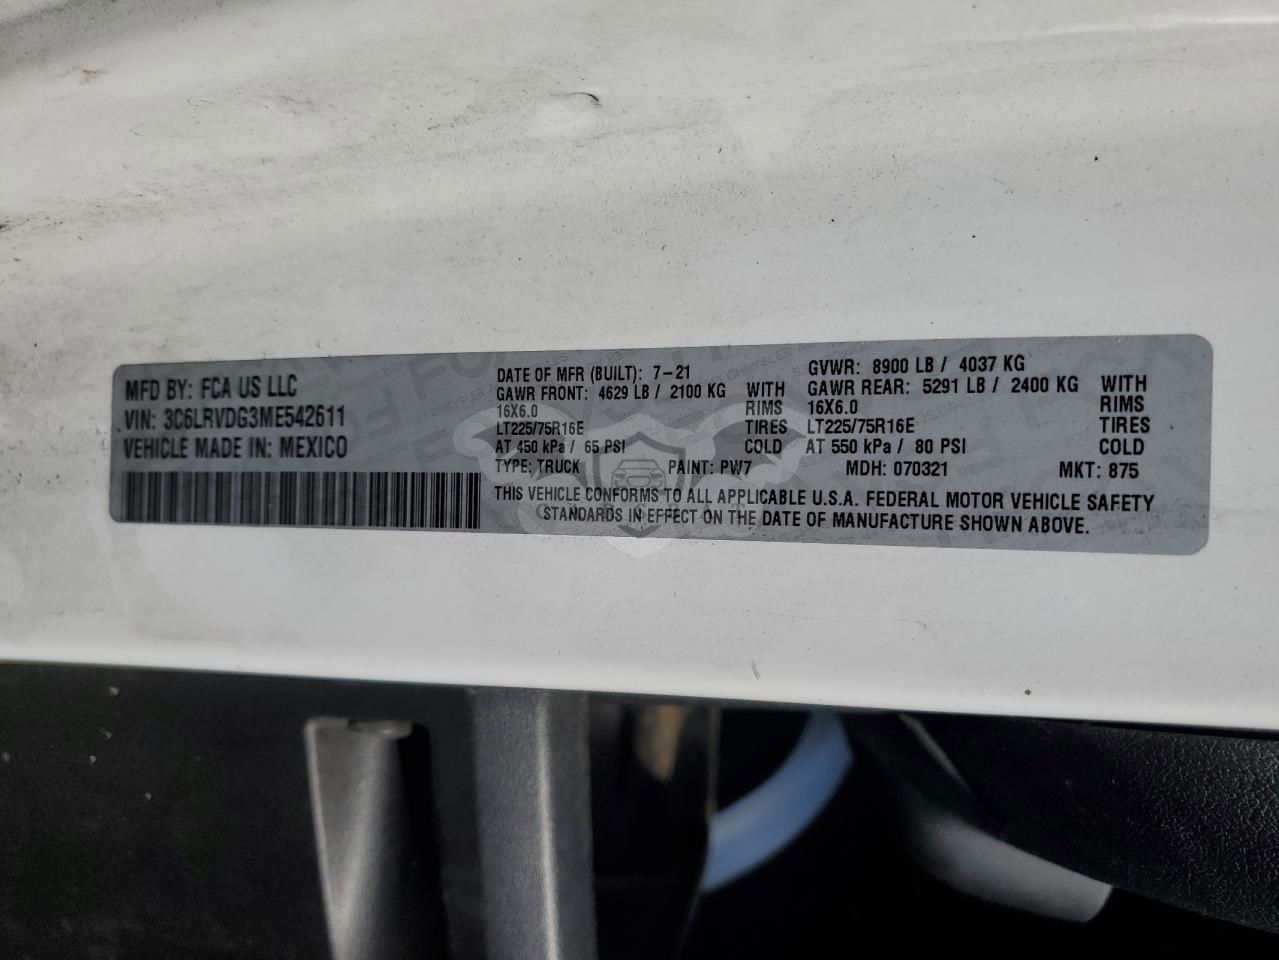 MFD BY: FCA US LLC
VIN: 3C6LRVDG3ME542611
VEHICLE MADE IN: MEXICO
DATE OF MFR (BUILT): 7-21
GAWR FRONT: 4629 LB / 2100 KG WITH
16X6.0 RIMS
LT225/75R16E TIRES
AT 450 kPa / 65 PSI COLD
TYPE: TRUCK PAINT: PW7
GVWR: 8900 LB / 4037 KG
GAWR REAR: 5291 LB / 2400 KG WITH
16X6.0 RIMS
LT225/75R16E TIRES
AT 550 kPa / 80 PSI COLD
MDH: 070321 MKT: 875
THIS VEHICLE CONFORMS TO ALL APPLICABLE U.S.A. FEDERAL MOTOR VEHICLE SAFETY
STANDARDS IN EFFECT ON THE DATE OF MANUFACTURE SHOWN ABOVE.